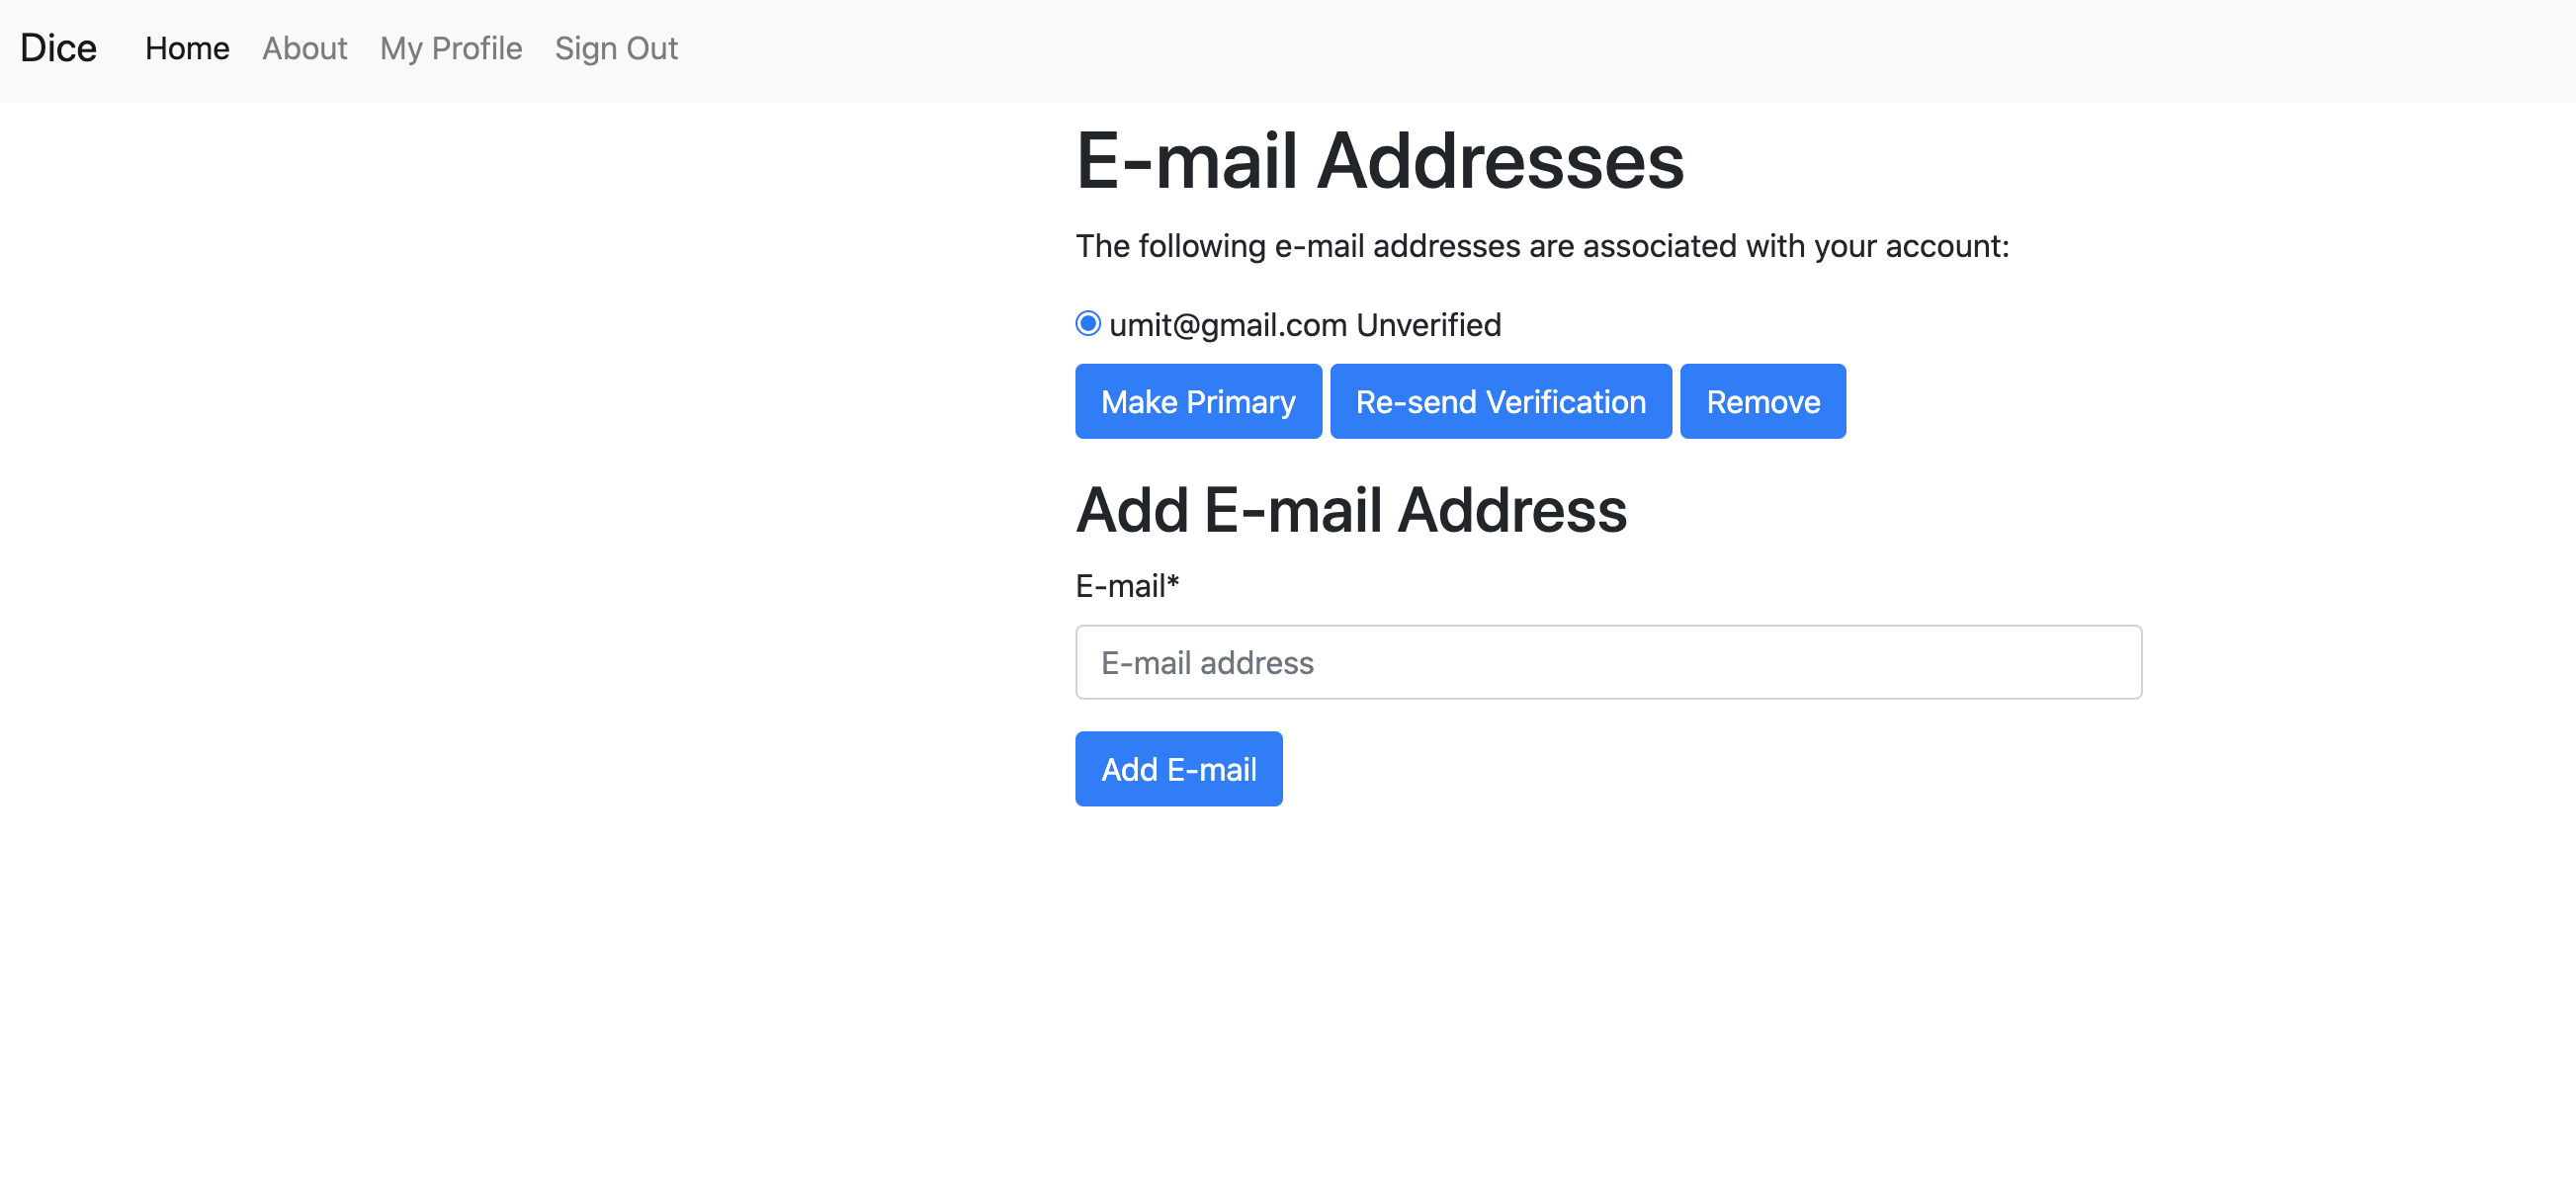 Dice Home About My Profile Sign Out
E-mail Addresses
The following e-mail addresses are associated with your account:
umit@gmail.com Unverified
Make Primary Re-send Verification Remove
Add E-mail Address
E-mail*
E-mail address
Add E-mail